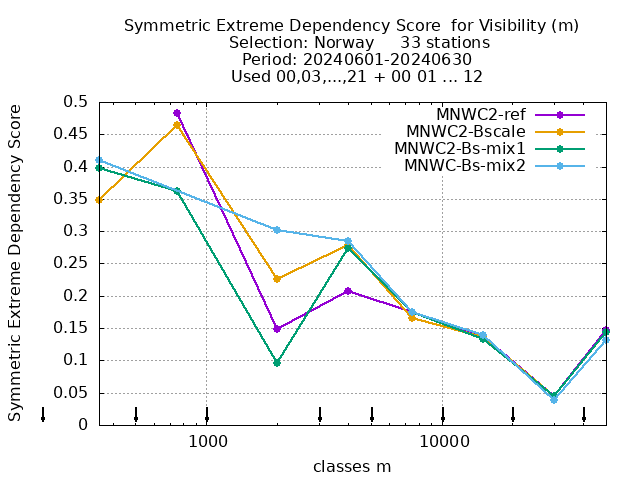 Symmetric Extreme Dependency Score  for Visibility (m)
Selection: Norway     33 stations
Period: 20240601-20240630
Used 00,03,...,21 + 00 01 ... 12
Symmetric Extreme Dependency Score
0.5
0.45
0.4
0.35
0.3
0.25
0.2
0.15
0.1
0.05
0
MNWC2-ref
MNWC2-Bscale
MNWC2-Bs-mix1
MNWC-Bs-mix2
1000
10000
classes m